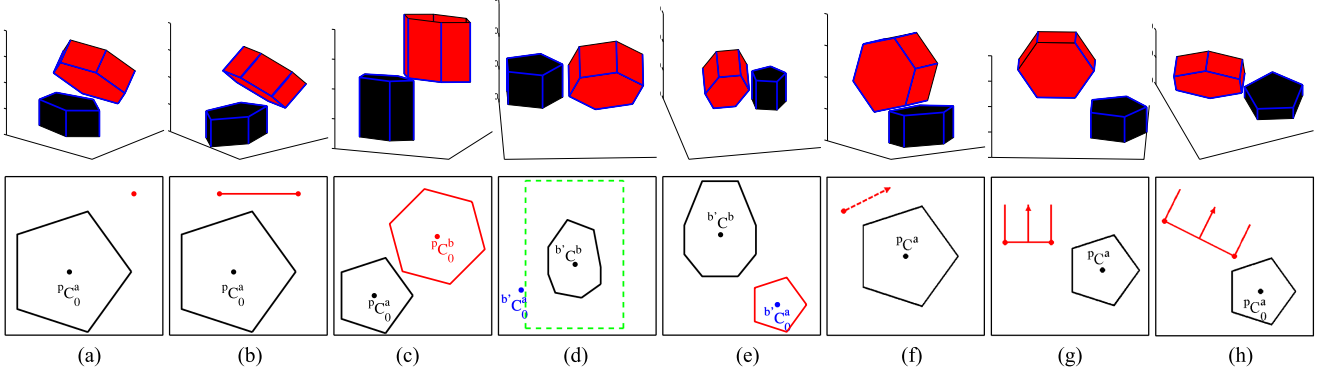 ᵖC₀ᵃ
ᵖC₀ᵃ
ᵖC₀ᵇ
ᵖC₀ᵃ
ᵇ'Cᵇ
ᵇ'C₀ᵃ
ᵇ'Cᵇ
ᵇ'C₀ᵃ
ᵖCᵃ
ᵖCᵃ
ᵖC₀ᵃ
(a) (b) (c) (d) (e) (f) (g) (h)